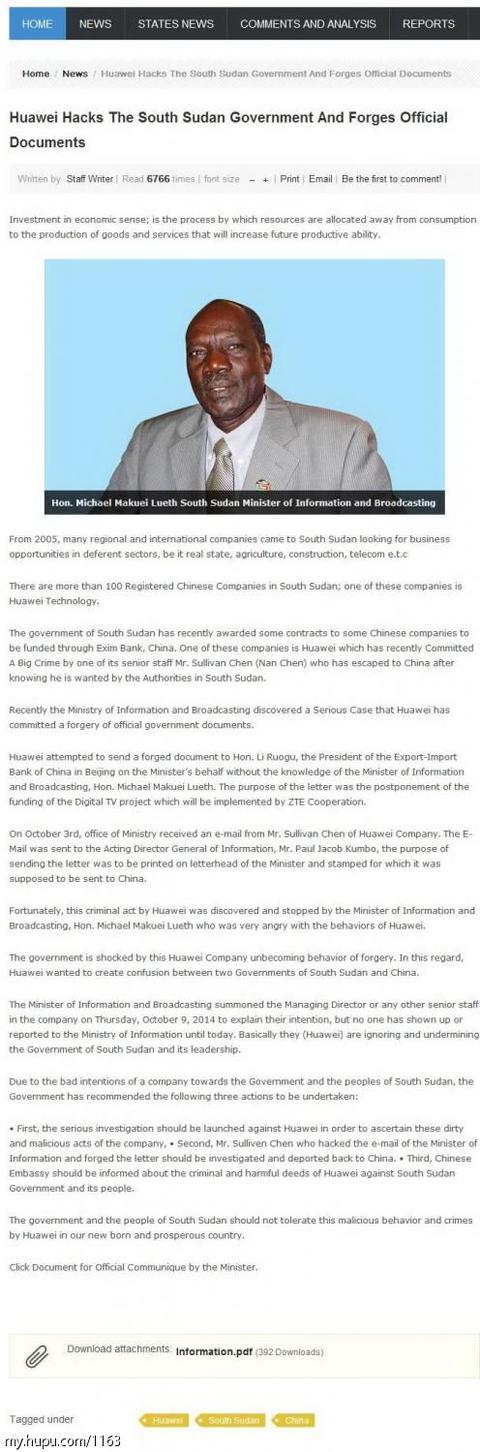 HOME NEWS STATES NEWS COMMENTS AND ANALYSIS REPORTS
Home / News / Huawei Hacks The South Sudan Government And Forges Official Documents
Huawei Hacks The South Sudan Government And Forges Official
Documents
Written by Staff Writer | Read 6766 times | font size – + | Print | Email | Be the first to comment! |
Investment in economic sense; is the process by which resources are allocated away from consumption
to the production of goods and services that will increase future productive ability.
Hon. Michael Makuei Lueth South Sudan Minister of Information and Broadcasting
From 2005, many regional and international companies came to South Sudan looking for business
opportunities in deferent sectors, be it real state, agriculture, construction, telecom e.t.c
There are more than 100 Registered Chinese Companies in South Sudan; one of these companies is
Huawei Technology.
The government of South Sudan has recently awarded some contracts to some Chinese companies to
be funded through Exim Bank, China. One of these companies is Huawei which has recently Committed
A Big Crime by one of its senior staff Mr. Sullivan Chen (Nan Chen) who has escaped to China after
knowing he is wanted by the Authorities in South Sudan.
Recently the Ministry of Information and Broadcasting discovered a Serious Case that Huawei has
committed a forgery of official government documents.
Huawei attempted to send a forged document to Hon. Li Ruogu, the President of the Export-Import
Bank of China in Beijing on the Minister's behalf without the knowledge of the Minister of Information
and Broadcasting, Hon. Michael Makuei Lueth. The purpose of the letter was the postponement of the
funding of the Digital TV project which will be implemented by ZTE Cooperation.
On October 3rd, office of Ministry received an e-mail from Mr. Sullivan Chen of Huawei Company. The E-
Mail was sent to the Acting Director General of Information, Mr. Paul Jacob Kumbo, the purpose of
sending the letter was to be printed on letterhead of the Minister and stamped for which it was
supposed to be sent to China.
Fortunately, this criminal act by Huawei was discovered and stopped by the Minister of Information and
Broadcasting, Hon. Michael Makuei Lueth who was very angry with the behaviors of Huawei.
The government is shocked by this Huawei Company unbecoming behavior of forgery. In this regard,
Huawei wanted to create confusion between two Governments of South Sudan and China.
The Minister of Information and Broadcasting summoned the Managing Director or any other senior staff
in the company on Thursday, October 9, 2014 to explain their intention, but no one has shown up or
reported to the Ministry of Information until today. Basically they (Huawei) are ignoring and undermining
the Government of South Sudan and its leadership.
Due to the bad intentions of a company towards the Government and the peoples of South Sudan, the
Government has recommended the following three actions to be undertaken:
• First, the serious investigation should be launched against Huawei in order to ascertain these dirty
and malicious acts of the company, • Second, Mr. Sulliven Chen who hacked the e-mail of the Minister of
Information and forged the letter should be investigated and deported back to China. • Third, Chinese
Embassy should be informed about the criminal and harmful deeds of Huawei against South Sudan
Government and its people.
The government and the people of South Sudan should not tolerate this malicious behavior and crimes
by Huawei in our new born and prosperous country.
Click Document for Official Communique by the Minister.
Download attachments: Information.pdf (392 Downloads)
Tagged under Huawei South Sudan China
my.hupu.com/1163